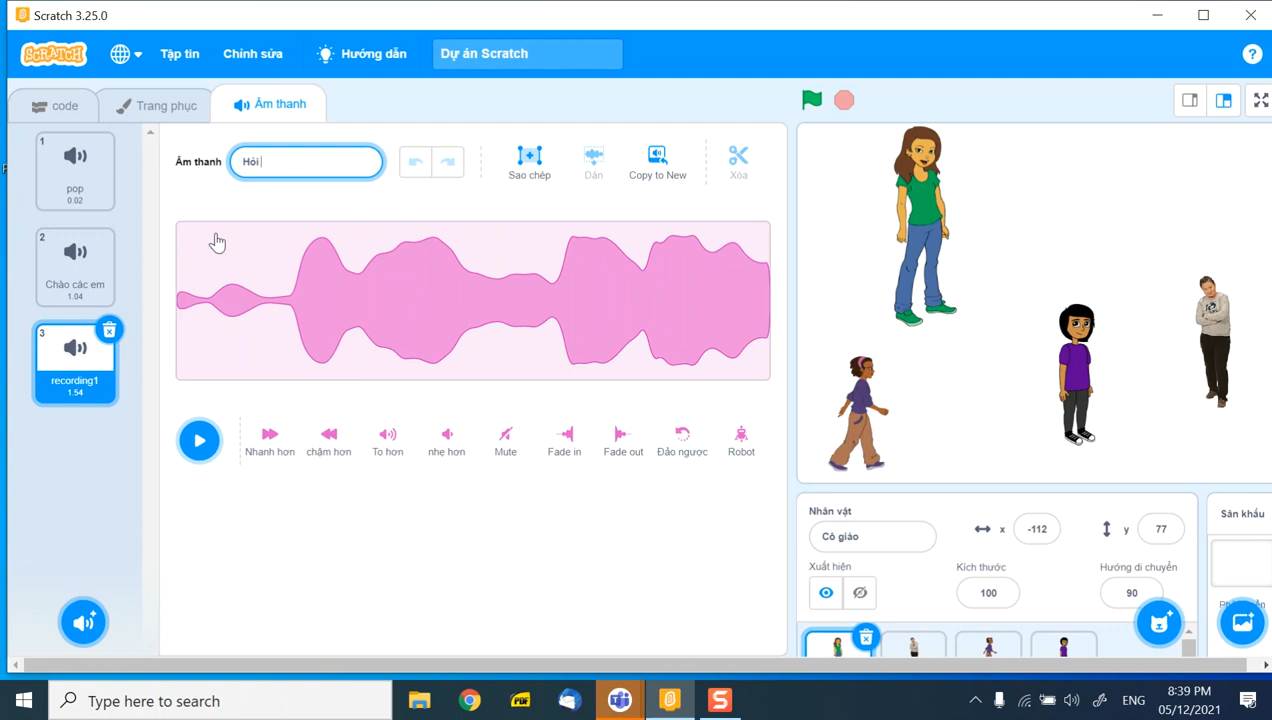 Scratch 3.25.0
SCRATCH Tập tin Chỉnh sửa Hướng dẫn Dự án Scratch ?
code Trang phục Âm thanh
1
pop
0.02
2
Chào các em
1.04
3
recording1
1.54
Âm thanh Hỏi
Sao chép Dán Copy to New Xóa
Nhanh hơn chậm hơn To hơn nhẹ hơn Mute Fade in Fade out Đảo ngược Robot
Nhân vật
Cô giáo x -112 y 77
Xuất hiện Kích thước Hướng di chuyển
100 90
Sân khấu
Type here to search
PDF
S
ENG
8:39 PM
05/12/2021